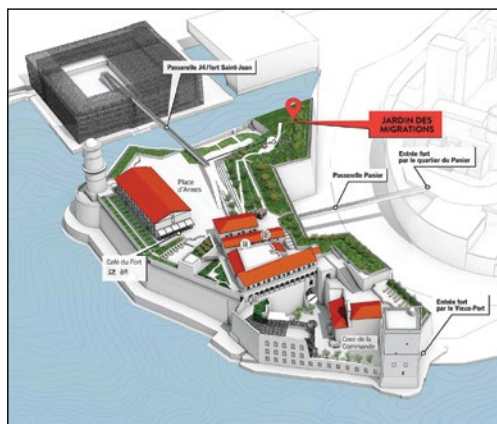 Passerelle J4/fort Saint-Jean
JARDIN DES
MIGRATIONS
Entrée fort
par le quartier du Panier
Place
d'Armes
Passerelle Panier
Café du Fort
Entrée fort
par le Vieux-Port
Cour de la
Commande